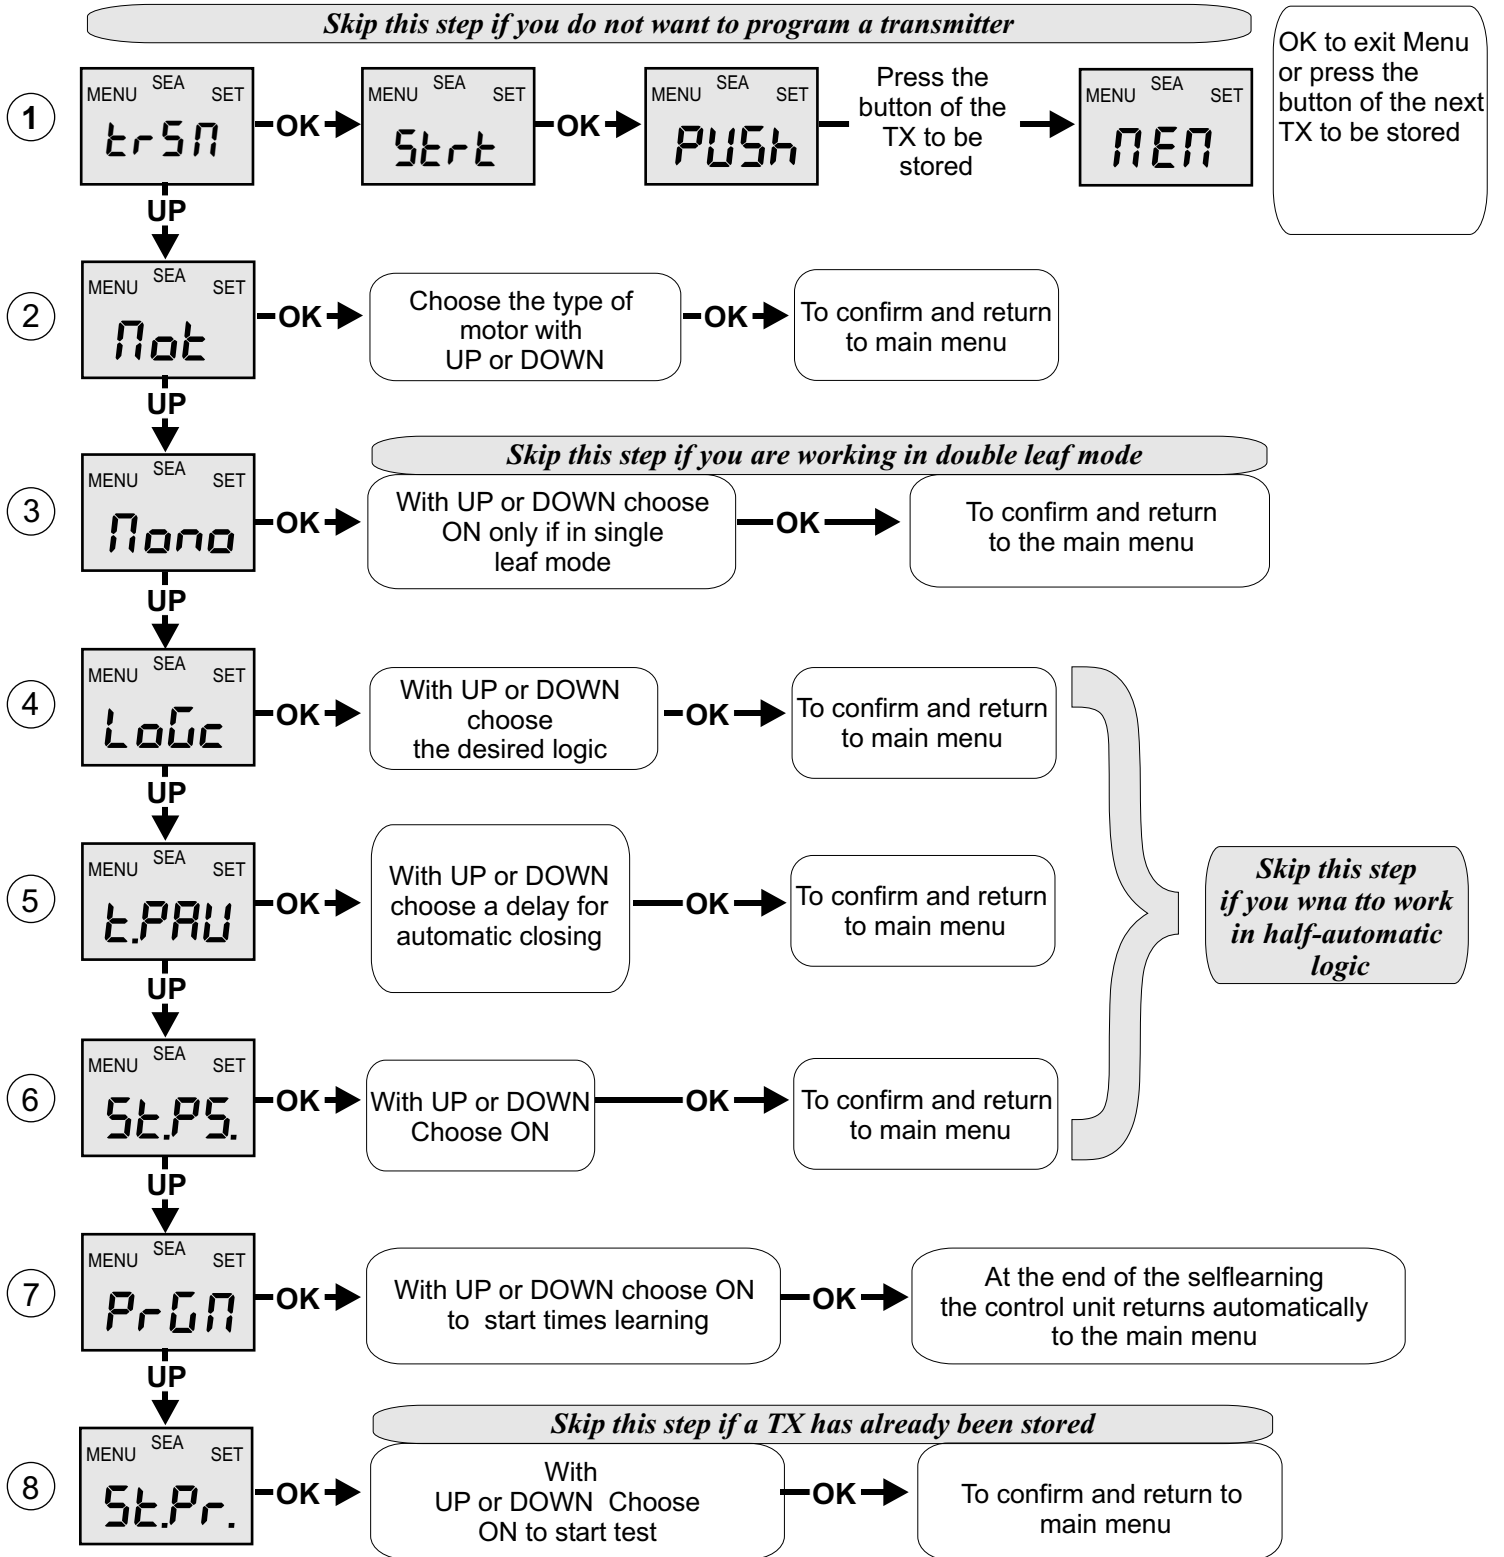 Skip this step if you do not want to program a transmitter
OK to exit Menu
or press the
button of the next
TX to be stored
1
MENU SEA SET
trSM
OK
MENU SEA SET
Strt
OK
MENU SEA SET
PUSh
Press the
button of the
TX to be
stored
MENU SEA SET
MEM
UP
2
MENU SEA SET
Mot
OK
Choose the type of
motor with
UP or DOWN
OK
To confirm and return
to main menu
UP
Skip this step if you are working in double leaf mode
3
MENU SEA SET
Mono
OK
With UP or DOWN choose
ON only if in single
leaf mode
OK
To confirm and return
to the main menu
UP
4
MENU SEA SET
LoGc
OK
With UP or DOWN
choose
the desired logic
OK
To confirm and return
to main menu
UP
5
MENU SEA SET
t.PAU
OK
With UP or DOWN
choose a delay for
automatic closing
OK
To confirm and return
to main menu
Skip this step
if you wna tto work
in half-automatic
logic
UP
6
MENU SEA SET
St.PS.
OK
With UP or DOWN
Choose ON
OK
To confirm and return
to main menu
UP
7
MENU SEA SET
PrGM
OK
With UP or DOWN choose ON
to start times learning
OK
At the end of the selflearning
the control unit returns automatically
to the main menu
UP
Skip this step if a TX has already been stored
8
MENU SEA SET
St.Pr.
OK
With
UP or DOWN Choose
ON to start test
OK
To confirm and return to
main menu